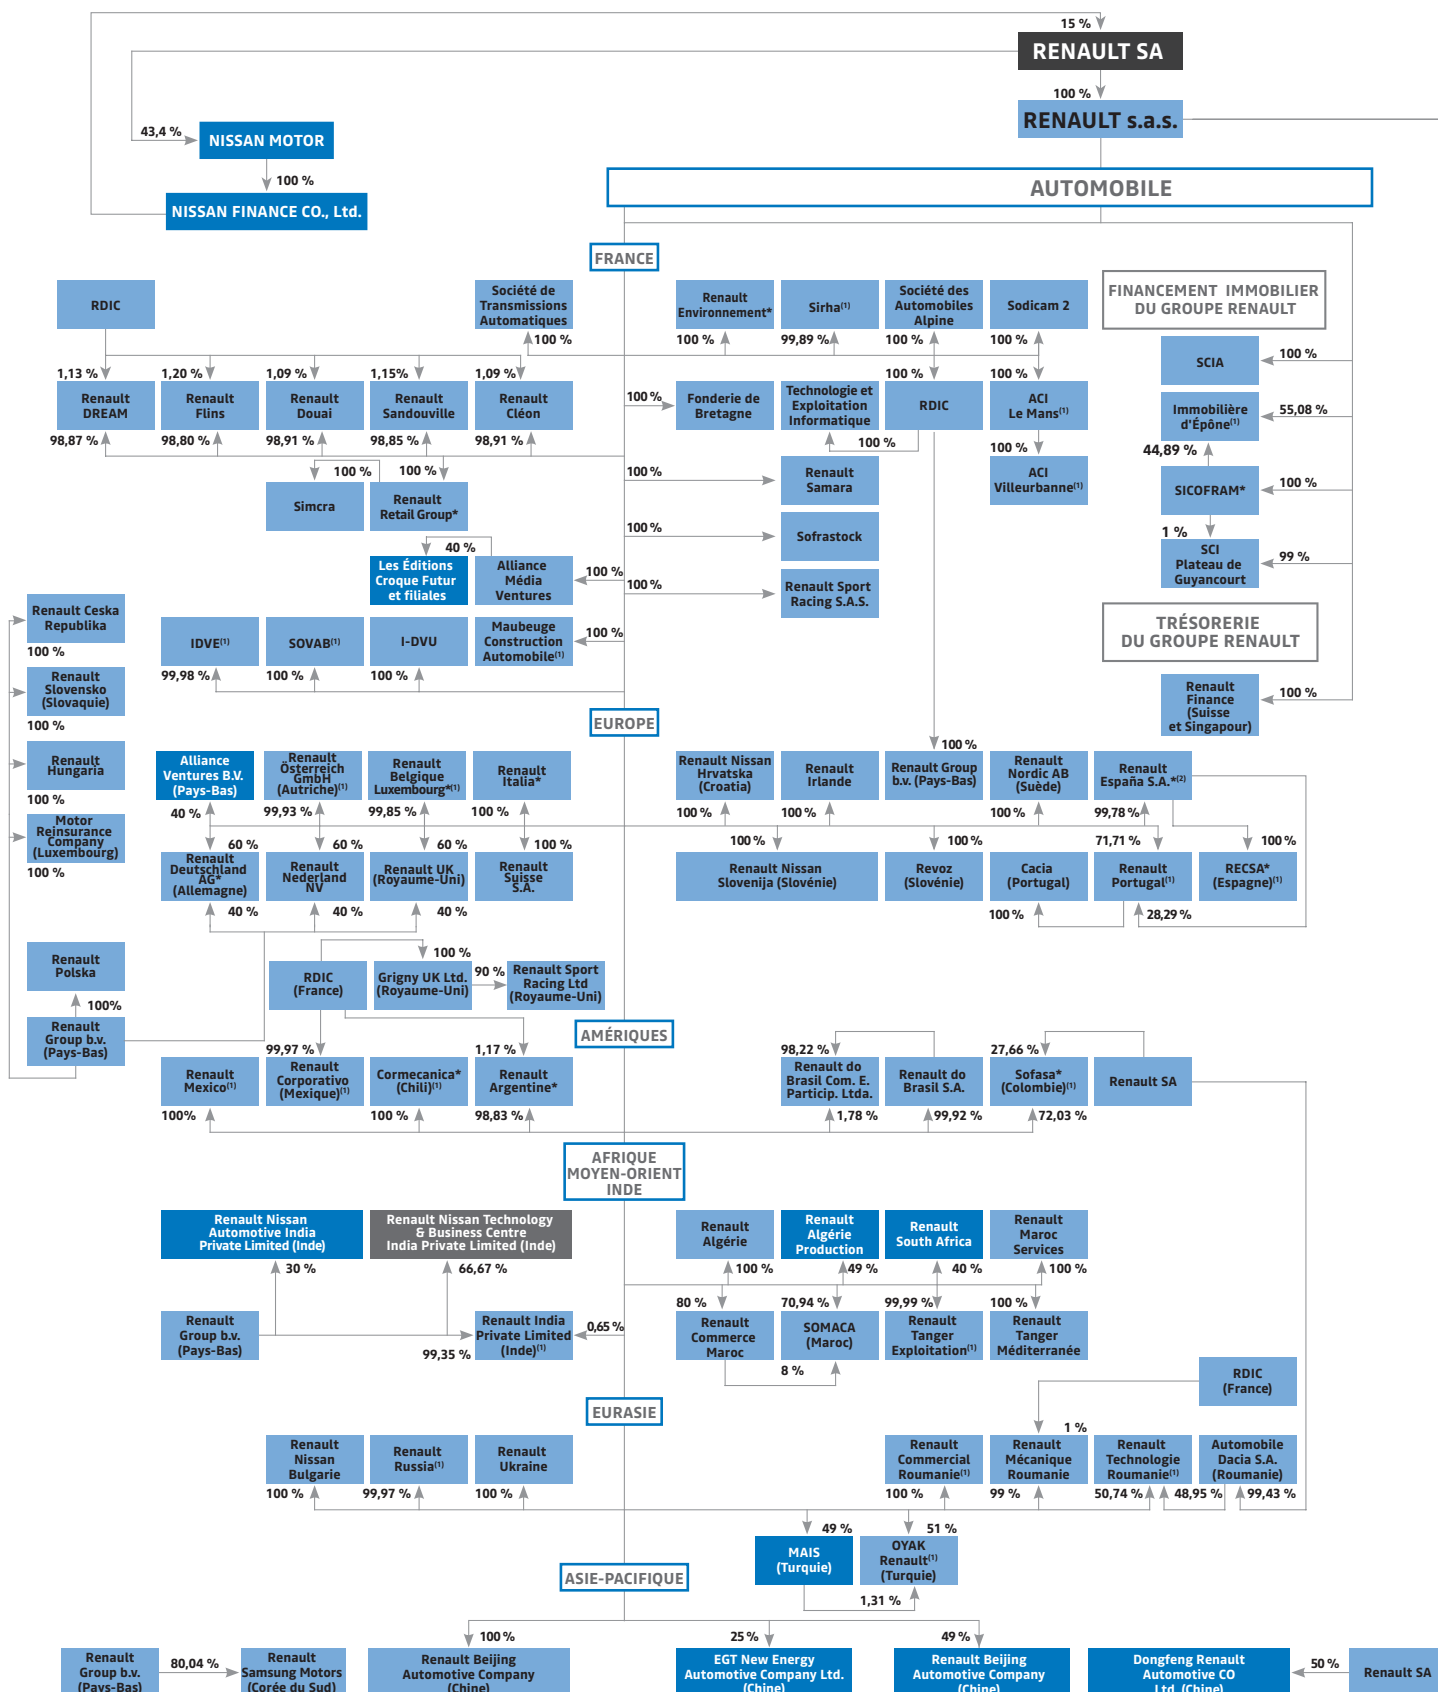 15 %
RENAULT SA
100 %
RENAULT s.a.s.
43,4 %
NISSAN MOTOR
100 %
NISSAN FINANCE CO., Ltd.
AUTOMOBILE
FRANCE
RDIC
Société de
Transmissions
Automatiques
100 %
Renault
Environnement*
100 %
Sirha(1)
99,89 %
Société des
Automobiles
Alpine
100 %
Sodicam 2
100 %
FINANCEMENT IMMOBILIER
DU GROUPE RENAULT
1,13 %
Renault
DREAM
98,87 %
1,20 %
Renault
Flins
98,80 %
1,09 %
Renault
Douai
98,91 %
1,15%
Renault
Sandouville
98,85 %
1,09 %
Renault
Cléon
98,91 %
100 %
Fonderie de
Bretagne
Technologie et
Exploitation
Informatique
100 %
100 %
RDIC
100 %
ACI
Le Mans(1)
100 %
ACI
Villeurbanne(1)
SCIA
100 %
Immobilière
d'Épône(1)
55,08 %
44,89 %
SICOFRAM*
100 %
1 %
SCI
Plateau de
Guyancourt
99 %
100 %
Simcra
100 %
Renault
Retail Group*
100 %
Renault
Samara
100 %
Sofrastock
40 %
Les Éditions
Croque Futur
et filiales
Alliance
Média
Ventures
100 %
100 %
Renault Sport
Racing S.A.S.
TRÉSORERIE
DU GROUPE RENAULT
Renault Ceska
Republika
100 %
IDVE(1)
99,98 %
SOVAB(1)
100 %
I-DVU
100 %
Maubeuge
Construction
Automobile(1)
100 %
Renault
Slovensko
(Slovaquie)
100 %
Renault
Finance
(Suisse
et Singapour)
100 %
EUROPE
Renault
Hungaria
100 %
Alliance
Ventures B.V.
(Pays-Bas)
40 %
Renault
Österreich
GmbH
(Autriche)(1)
99,93 %
Renault
Belgique
Luxembourg*(1)
99,85 %
Renault
Italia*
100 %
Renault Nissan
Hrvatska
(Croatia)
100 %
Renault
Irlande
100 %
100 %
Renault Group
b.v. (Pays-Bas)
Renault
Nordic AB
(Suède)
100 %
Renault
España S.A.*(2)
99,78 %
Motor
Reinsurance
Company
(Luxembourg)
100 %
60 %
Renault
Deutschland
AG*
(Allemagne)
40 %
60 %
Renault
Nederland
NV
40 %
60 %
Renault UK
(Royaume-Uni)
40 %
100 %
Renault
Suisse
S.A.
100 %
Renault Nissan
Slovenija (Slovénie)
100 %
Revoz
(Slovénie)
Cacia
(Portugal)
100 %
71,71 %
Renault
Portugal(1)
28,29 %
100 %
RECSA*
(Espagne)(1)
Renault
Polska
100%
Renault
Group b.v.
(Pays-Bas)
RDIC
(France)
100 %
Grigny UK Ltd.
(Royaume-Uni)
90 %
Renault Sport
Racing Ltd
(Royaume-Uni)
AMÉRIQUES
Renault
Mexico(1)
100%
99,97 %
Renault
Corporativo
(Mexique)(1)
Cormecanica*
(Chili)(1)
100 %
1,17 %
Renault
Argentine*
98,83 %
98,22 %
Renault do
Brasil Com. E.
Particip. Ltda.
1,78 %
Renault do
Brasil S.A.
99,92 %
27,66 %
Sofasa*
(Colombie)(1)
72,03 %
Renault SA
AFRIQUE
MOYEN-ORIENT
INDE
Renault Nissan
Automotive India
Private Limited (Inde)
30 %
Renault Nissan Technology
& Business Centre
India Private Limited (Inde)
66,67 %
Renault
Algérie
100 %
Renault
Algérie
Production
49 %
Renault
South Africa
40 %
Renault
Maroc
Services
100 %
Renault
Group b.v.
(Pays-Bas)
99,35 %
Renault India
Private Limited
(Inde)(1)
0,65 %
80 %
Renault
Commerce
Maroc
8 %
70,94 %
SOMACA
(Maroc)
99,99 %
Renault
Tanger
Exploitation(1)
100 %
Renault
Tanger
Méditerranée
RDIC
(France)
EURASIE
Renault
Nissan
Bulgarie
100 %
Renault
Russia(1)
99,97 %
Renault
Ukraine
100 %
Renault
Commercial
Roumanie(1)
100 %
1 %
Renault
Mécanique
Roumanie
99 %
Renault
Technologie
Roumanie(1)
50,74 %
48,95 %
Automobile
Dacia S.A.
(Roumanie)
99,43 %
49 %
MAIS
(Turquie)
1,31 %
51 %
OYAK
Renault(1)
(Turquie)
ASIE-PACIFIQUE
Renault
Group b.v.
(Pays-Bas)
80,04 %
Renault
Samsung Motors
(Corée du Sud)
100 %
Renault Beijing
Automotive Company
(Chine)
25 %
EGT New Energy
Automotive Company Ltd.
(Chine)
49 %
Renault Beijing
Automotive Company
(Chine)
Dongfeng Renault
Automotive CO
Ltd. (Chine)
50 %
Renault SA